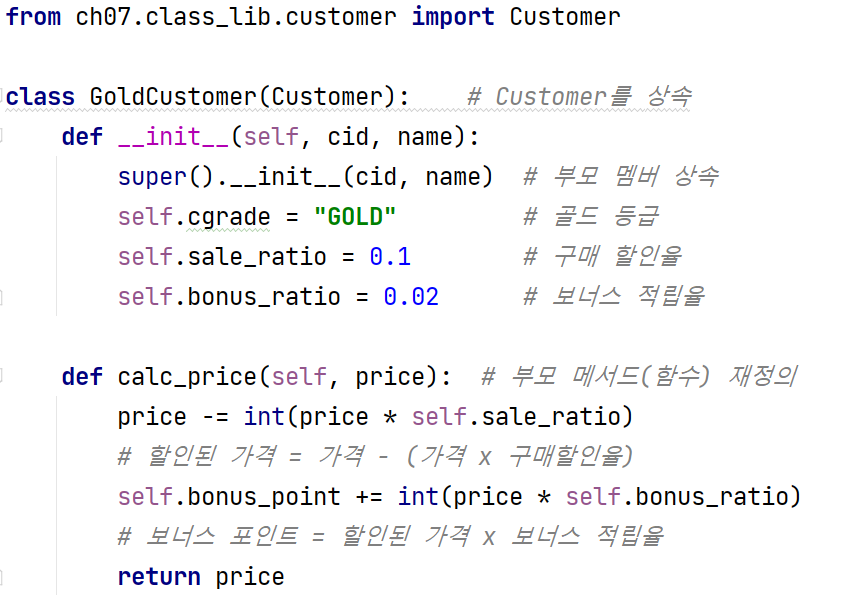 from ch07.class_lib.customer import Customer
class GoldCustomer(Customer):    # Customer를 상속
    def __init__(self, cid, name):
        super().__init__(cid, name)  # 부모 멤버 상속
        self.cgrade = "GOLD"         # 골드 등급
        self.sale_ratio = 0.1        # 구매 할인율
        self.bonus_ratio = 0.02      # 보너스 적립율
    def calc_price(self, price):  # 부모 메서드(함수) 재정의
        price -= int(price * self.sale_ratio)
        # 할인된 가격 = 가격 - (가격 x 구매할인율)
        self.bonus_point += int(price * self.bonus_ratio)
        # 보너스 포인트 = 할인된 가격 x 보너스 적립율
        return price